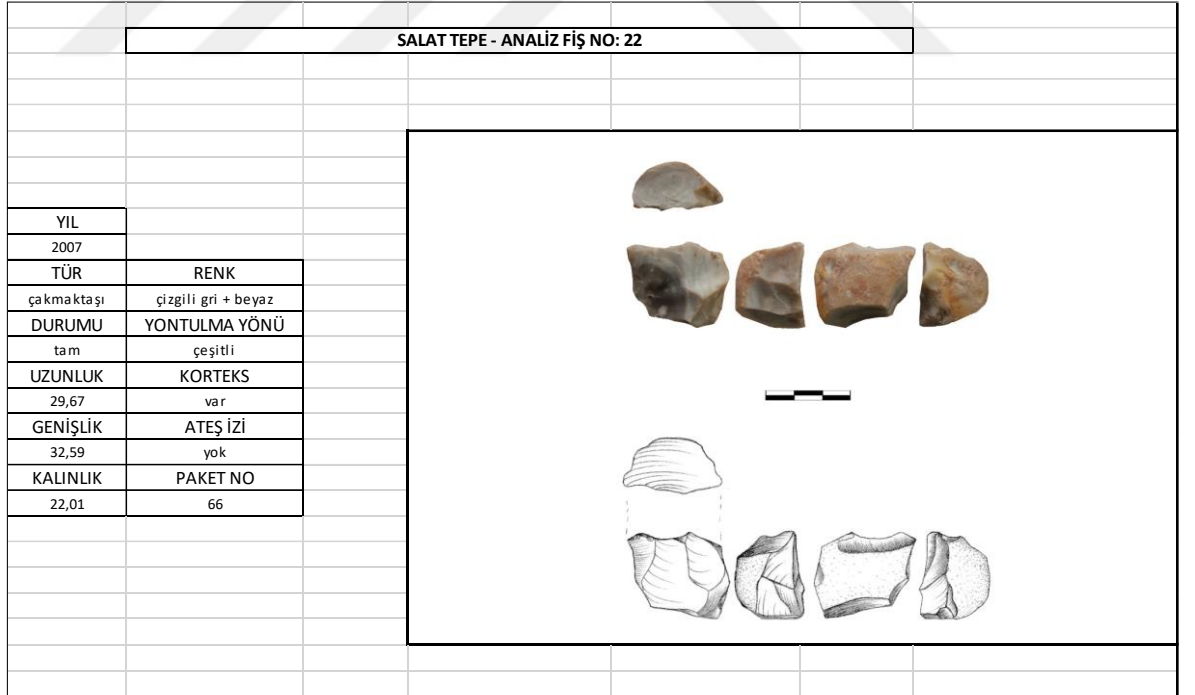 SALAT TEPE - ANALİZ FİŞ NO: 22
YIL
2007
TÜR RENK
çakmaktaşı çizgili gri + beyaz
DURUMU YONTULMA YÖNÜ
tam çeşitli
UZUNLUK KORTEKS
29,67 var
GENİŞLİK ATEŞ İZİ
32,59 yok
KALINLIK PAKET NO
22,01 66